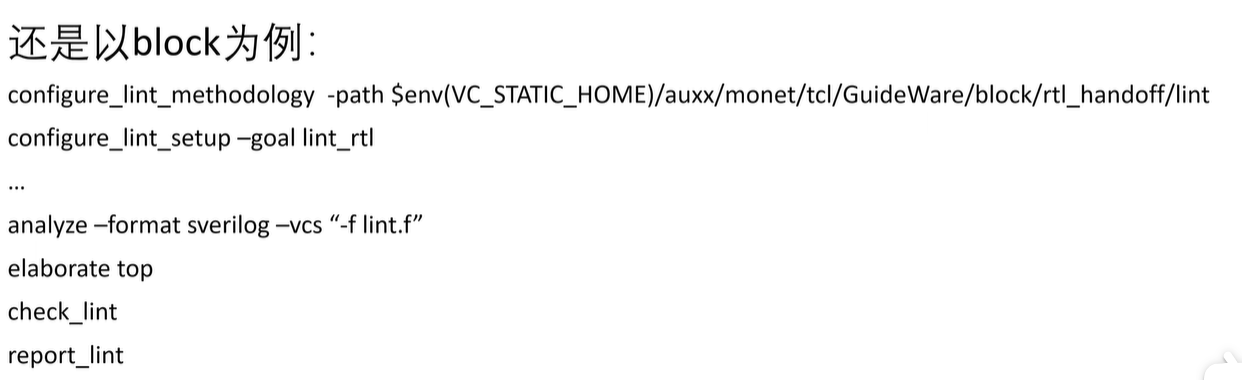 还是以block为例：
configure_lint_methodology -path $env(VC_STATIC_HOME)/auxx/monet/tcl/GuideWare/block/rtl_handoff/lint
configure_lint_setup –goal lint_rtl
...
analyze –format sverilog –vcs “-f lint.f”
elaborate top
check_lint
report_lint